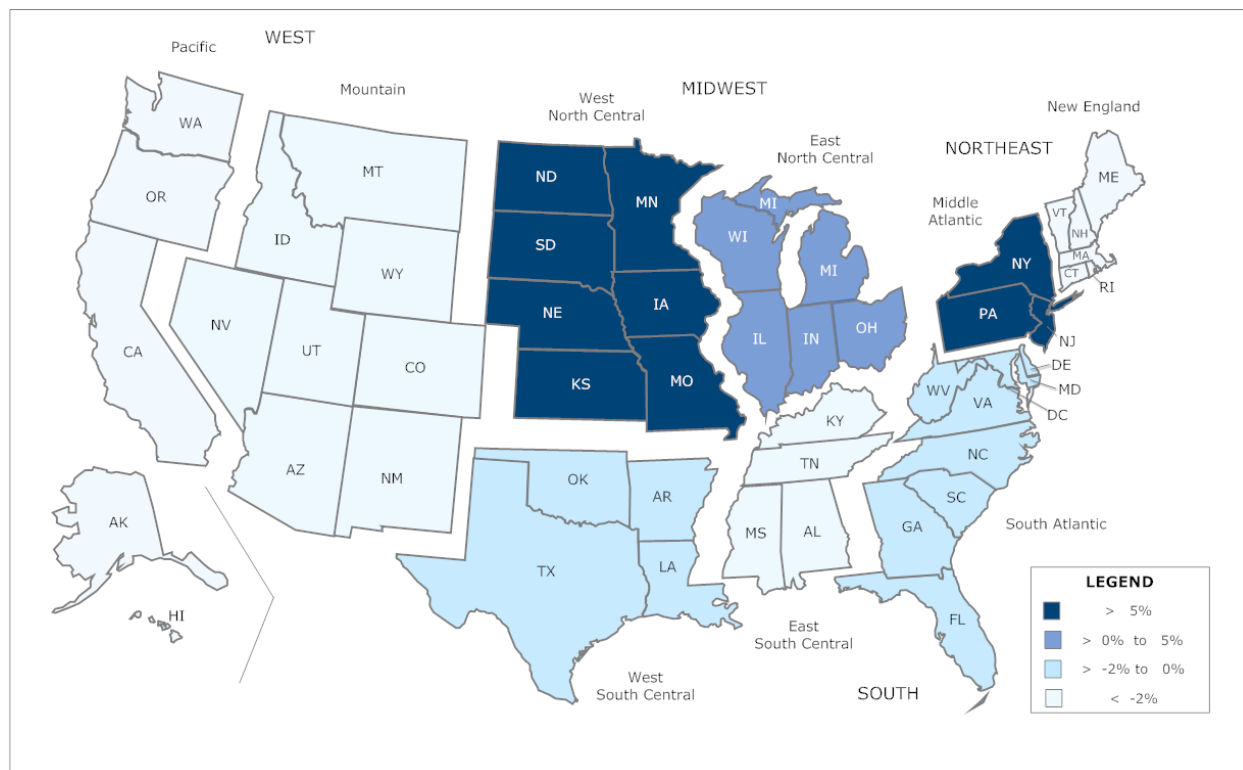 WEST
Pacific
Mountain
MIDWEST
West
North Central
East
North Central
New England
NORTHEAST
Middle
Atlantic
WA
OR
CA
MT
ID
WY
NV
UT
CO
AZ
NM
AK
HI
ND
SD
NE
KS
MN
IA
MO
WI
MI
MI
IL
IN
OH
ME
VT
NH
MA
CT
RI
NY
PA
NJ
DE
MD
DC
WV
VA
NC
SC
GA
FL
KY
TN
MS
AL
OK
AR
TX
LA
South Atlantic
East
South Central
West
South Central
SOUTH
LEGEND
> 5%
> 0% to 5%
> -2% to 0%
< -2%